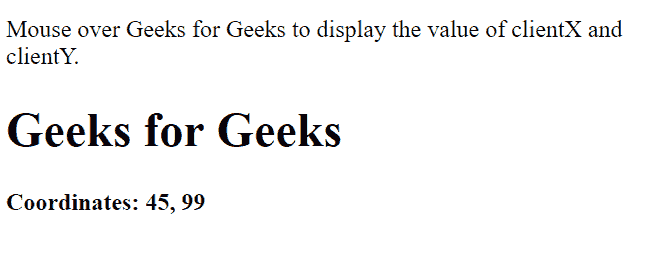 Mouse over Geeks for Geeks to display the value of clientX and
clientY.
Geeks for Geeks
Coordinates: 45, 99